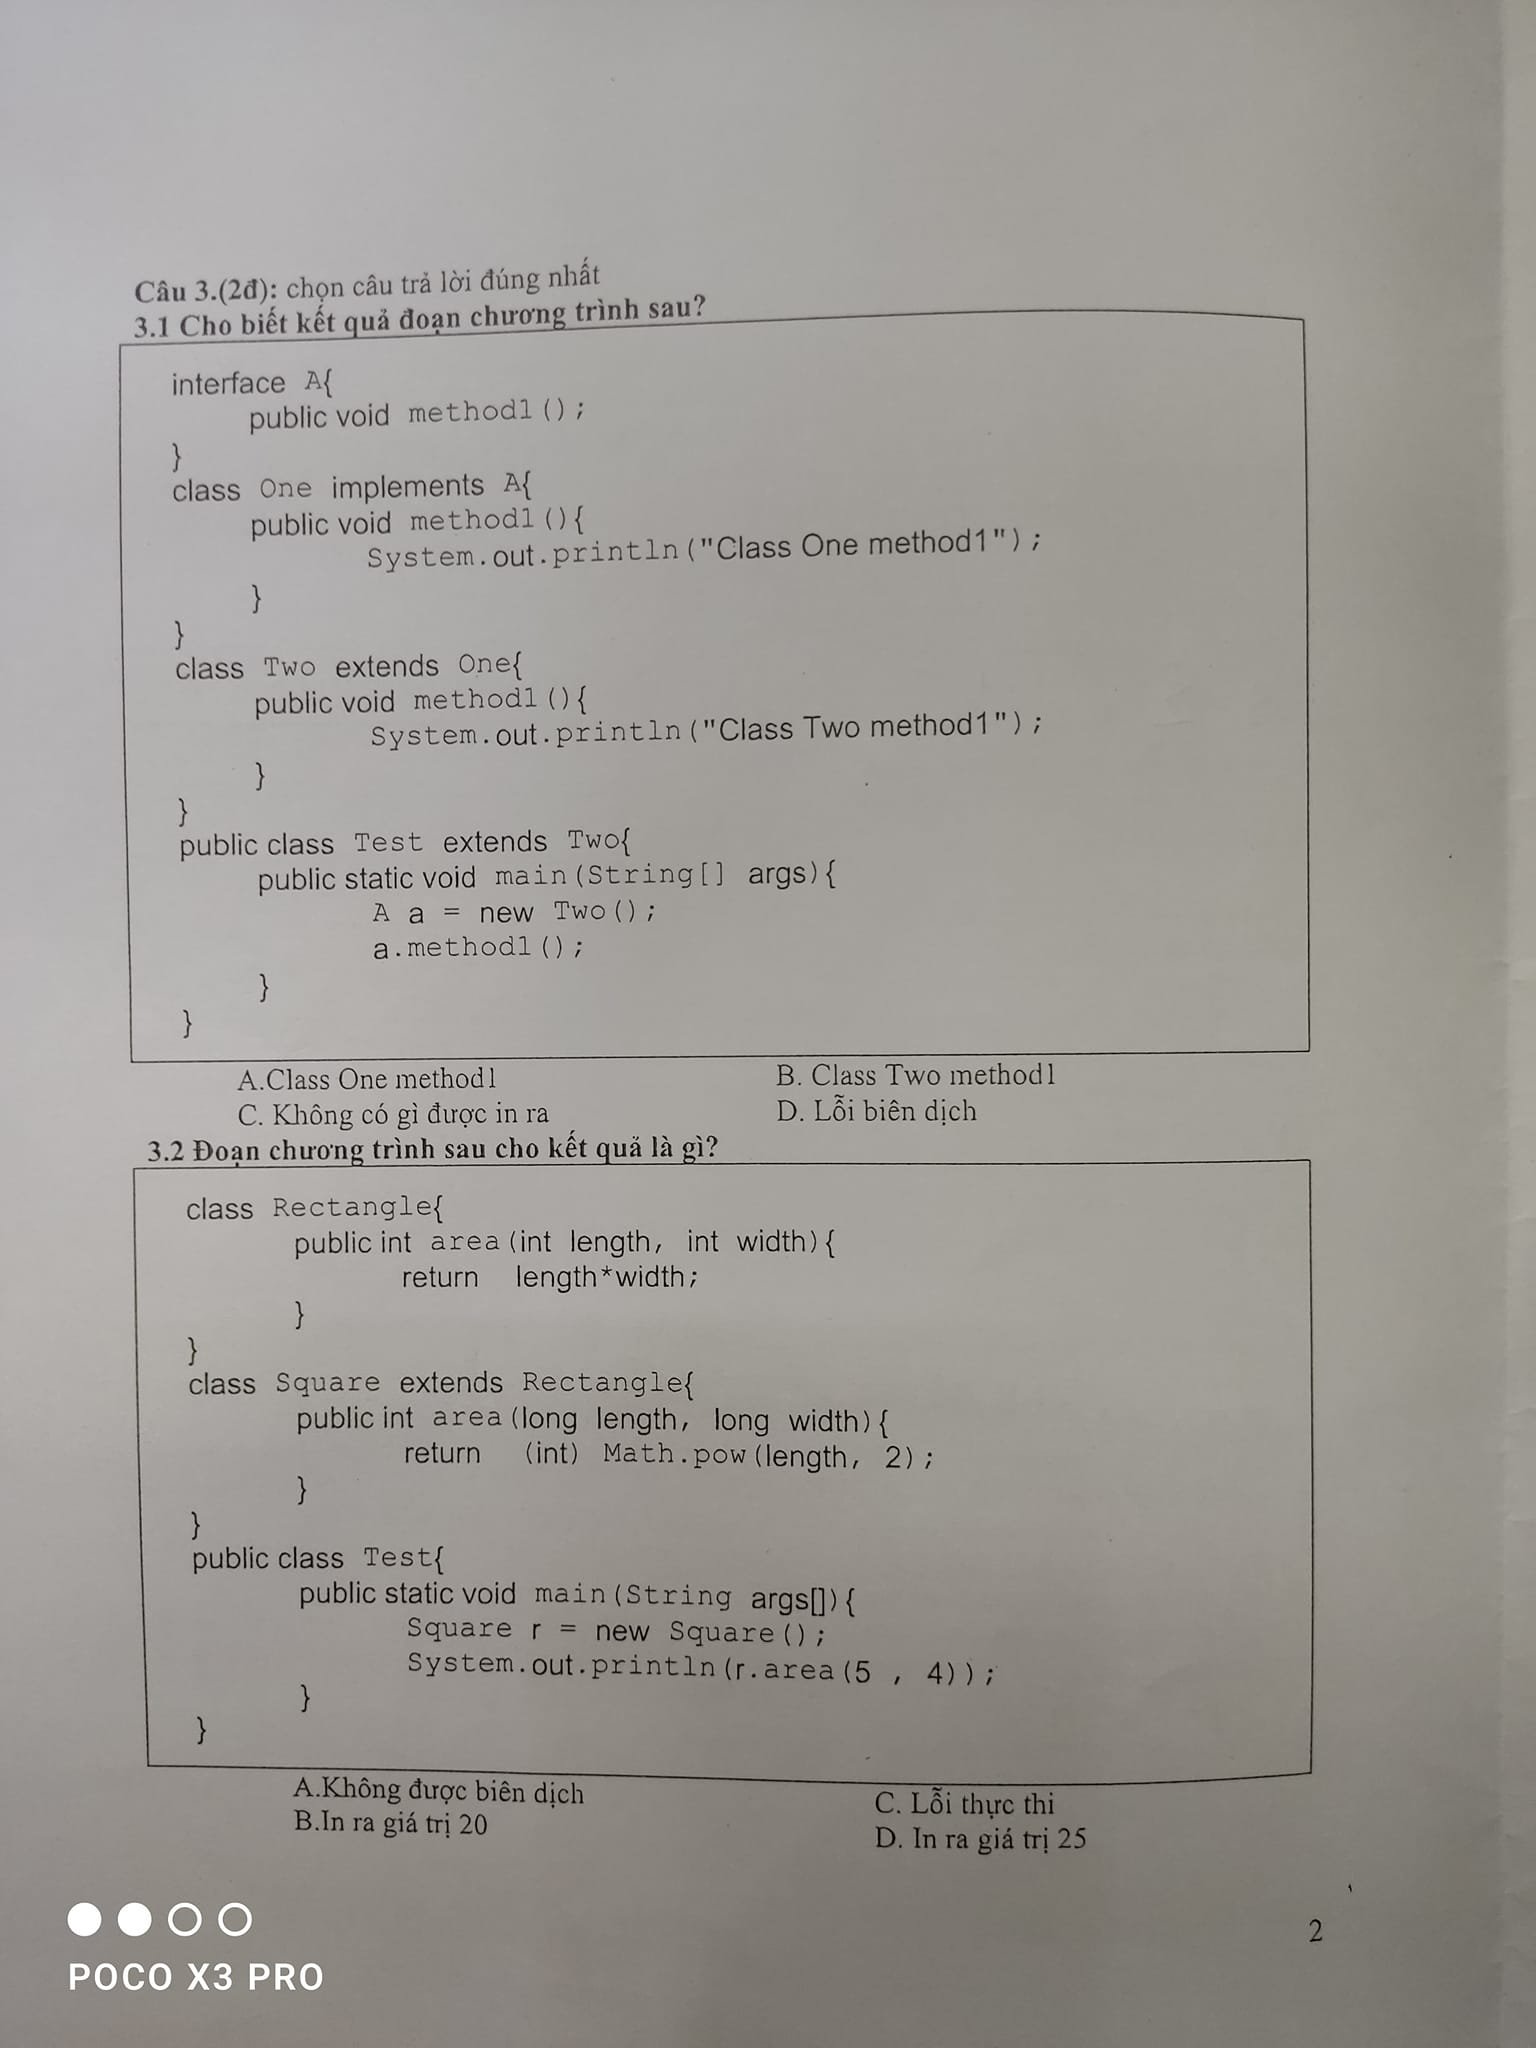 Câu 3.(2đ): chọn câu trả lời đúng nhất
3.1 Cho biết kết quả đoạn chương trình sau?
interface A{
public void method1();
}
class One implements A{
public void method1(){
System.out.println("Class One method1");
}
}
class Two extends One{
public void method1(){
System.out.println("Class Two method1");
}
}
public class Test extends Two{
public static void main(String[] args){
A a = new Two();
a.method1();
}
}
A.Class One method1 B. Class Two method1
C. Không có gì được in ra D. Lỗi biên dịch
3.2 Đoạn chương trình sau cho kết quả là gì?
class Rectangle{
public int area(int length, int width){
return length*width;
}
}
class Square extends Rectangle{
public int area(long length, long width){
return (int) Math.pow(length, 2);
}
}
public class Test{
public static void main(String args[]){
Square r = new Square();
System.out.println(r.area(5 , 4));
}
}
A.Không được biên dịch C. Lỗi thực thi
B.In ra giá trị 20 D. In ra giá trị 25
2
POCO X3 PRO